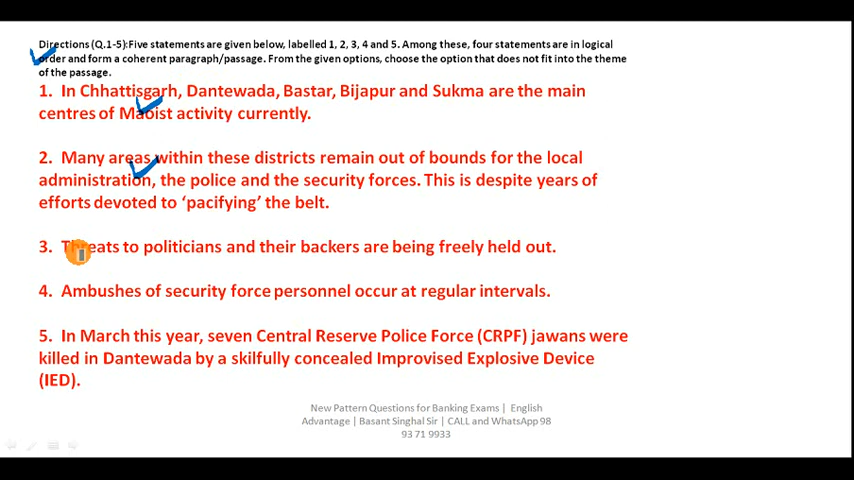 Directions (Q.1-5):Five statements are given below, labelled 1, 2, 3, 4 and 5. Among these, four statements are in logical
order and form a coherent paragraph/passage. From the given options, choose the option that does not fit into the theme
of the passage.
1. In Chhattisgarh, Dantewada, Bastar, Bijapur and Sukma are the main
centres of Maoist activity currently.
2. Many areas within these districts remain out of bounds for the local
administration, the police and the security forces. This is despite years of
efforts devoted to ‘pacifying’ the belt.
3. Threats to politicians and their backers are being freely held out.
4. Ambushes of security force personnel occur at regular intervals.
5. In March this year, seven Central Reserve Police Force (CRPF) jawans were
killed in Dantewada by a skilfully concealed Improvised Explosive Device
(IED).
New Pattern Questions for Banking Exams | English
Advantage | Basant Singhal Sir | CALL and WhatsApp 98
93 71 9933